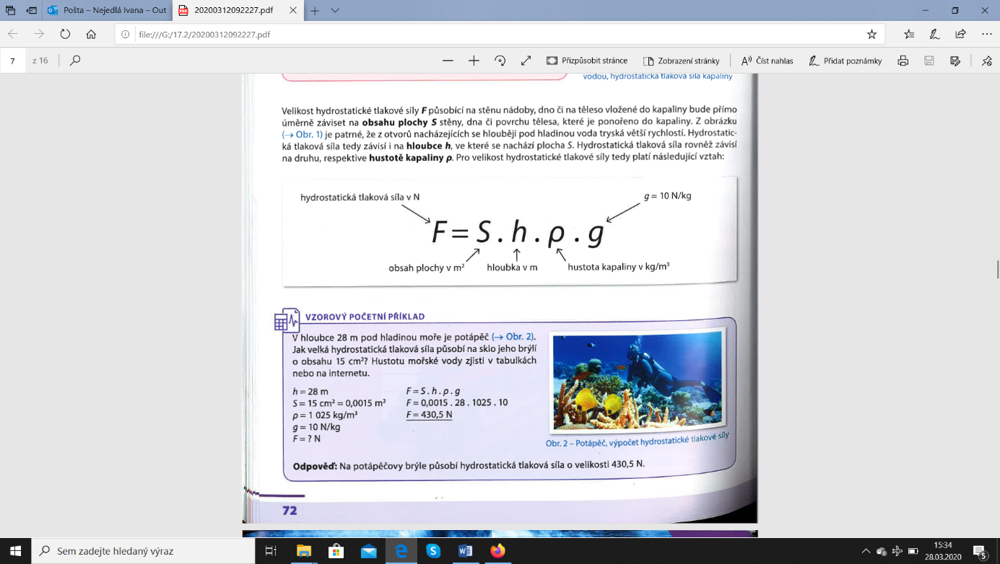 Pošta – Nejedlá Ivana – Out
20200312092227.pdf
file:///G:/17.2/20200312092227.pdf
7 z 16
Přizpůsobit stránce
Zobrazení stránky
Číst nahlas
Přidat poznámky
vodou, hydrostatická tlaková síla kapaliny
Velikost hydrostatické tlakové síly F působící na stěnu nádoby, dno či na těleso vložené do kapaliny bude přímo
úměrně záviset na obsahu plochy S stěny, dna či povrchu tělesa, které je ponořeno do kapaliny. Z obrázku
(→ Obr. 1) je patrné, že z otvorů nacházejících se hlouběji pod hladinou voda tryská větší rychlostí. Hydrostatic-
ká tlaková síla tedy závisí i na hloubce h, ve které se nachází plocha S. Hydrostatická tlaková síla rovněž závisí
na druhu, respektive hustotě kapaliny ρ. Pro velikost hydrostatické tlakové síly tedy platí následující vztah:
hydrostatická tlaková síla v N
g = 10 N/kg
F = S . h . ρ . g
obsah plochy v m²
hloubka v m
hustota kapaliny v kg/m³
VZOROVÝ POČETNÍ PŘÍKLAD
V hloubce 28 m pod hladinou moře je potápěč (→ Obr. 2).
Jak velká hydrostatická tlaková síla působí na sklo jeho brýlí
o obsahu 15 cm²? Hustotu mořské vody zjisti v tabulkách
nebo na internetu.
h = 28 m
S = 15 cm² = 0,0015 m²
ρ = 1 025 kg/m³
g = 10 N/kg
F = ? N
F = S . h . ρ . g
F = 0,0015 . 28 . 1025 . 10
F = 430,5 N
Obr. 2 – Potápěč, výpočet hydrostatické tlakové síly
Odpověď: Na potápěčovy brýle působí hydrostatická tlaková síla o velikosti 430,5 N.
72
Sem zadejte hledaný výraz
15:34
28.03.2020
5